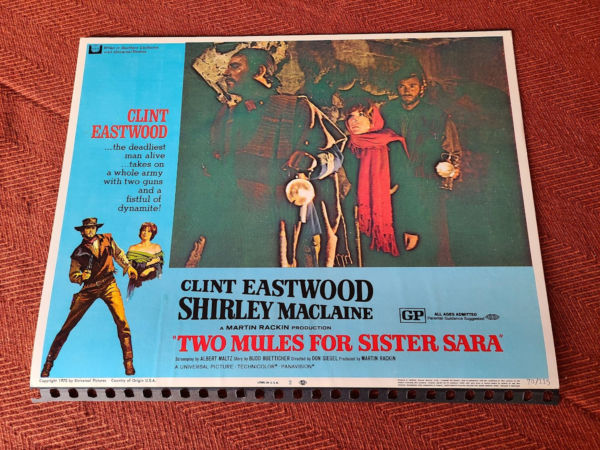 CLINT
EASTWOOD
...the deadliest
man alive
...takes on
a whole army
with two guns
and a
fistful of
dynamite!
CLINT EASTWOOD
SHIRLEY MACLAINE
A MARTIN RACKIN PRODUCTION
"TWO MULES FOR SISTER SARA"
GP ALL AGES ADMITTED
Parental Guidance Suggested
Screenplay by ALBERT MALTZ Story by BUDD BOETTICHER Directed by DON SIEGEL Produced by MARTIN RACKIN
A UNIVERSAL PICTURE · TECHNICOLOR® · PANAVISION®
Copyright 1970 by Universal Pictures Country of Origin U.S.A.
70/115